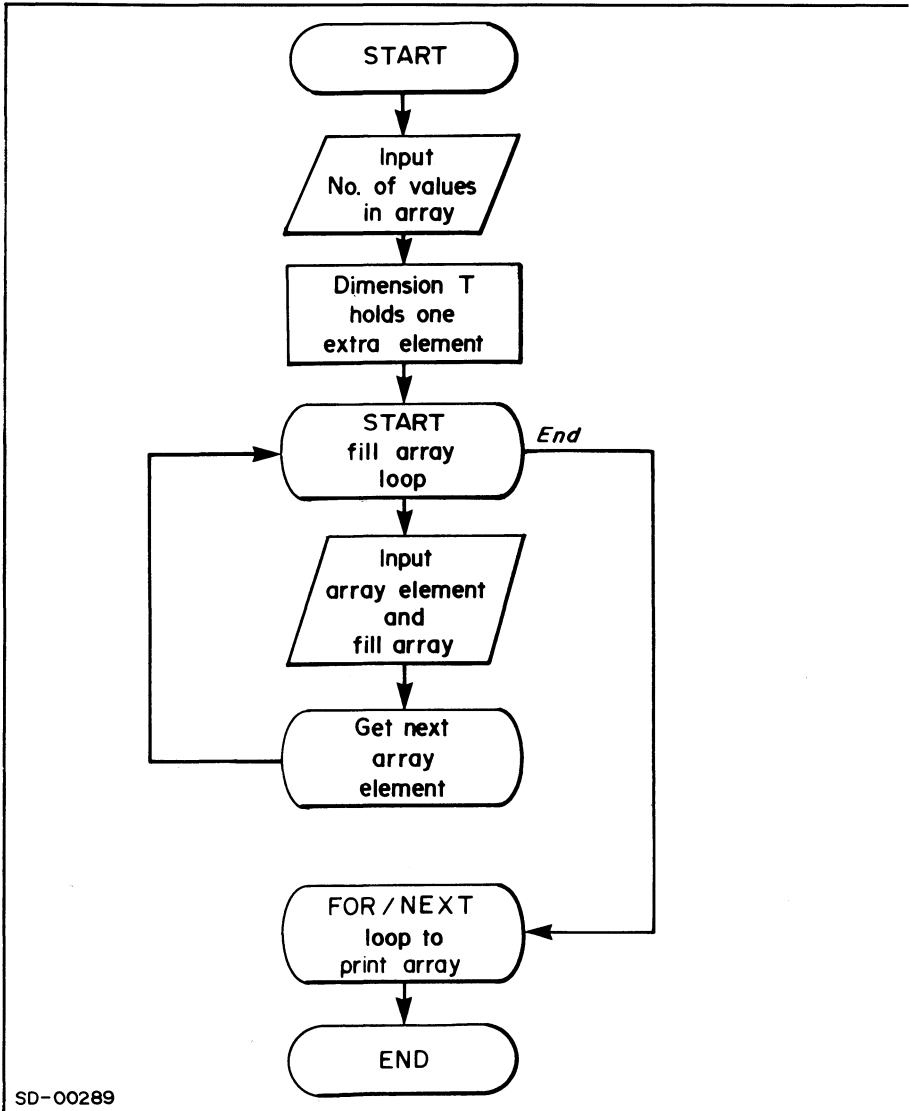 START
Input
No. of values
in array
Dimension T
holds one
extra element
START
fill array
loop
End
Input
array element
and
fill array
Get next
array
element
FOR / NEXT
loop to
print array
END
SD-00289